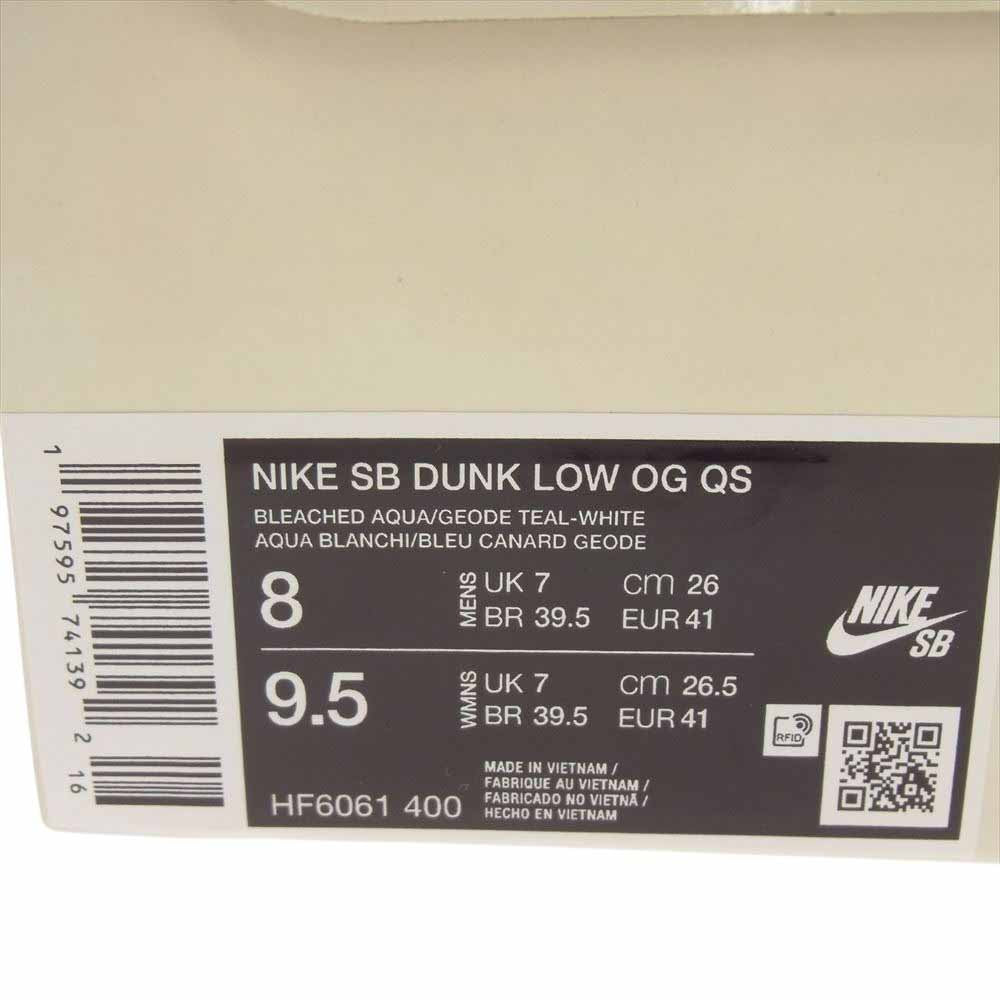 1 97595 74139 2 16
NIKE SB DUNK LOW OG QS
BLEACHED AQUA/GEODE TEAL-WHITE
AQUA BLANCHI/BLEU CANARD GEODE
8 MENS UK 7 CM 26
BR 39.5 EUR 41
9.5 WMNS UK 7 CM 26.5
BR 39.5 EUR 41
NIKE
SB
RFID
HF6061 400
MADE IN VIETNAM /
FABRIQUE AU VIETNAM /
FABRICADO NO VIETNÃ /
HECHO EN VIETNAM